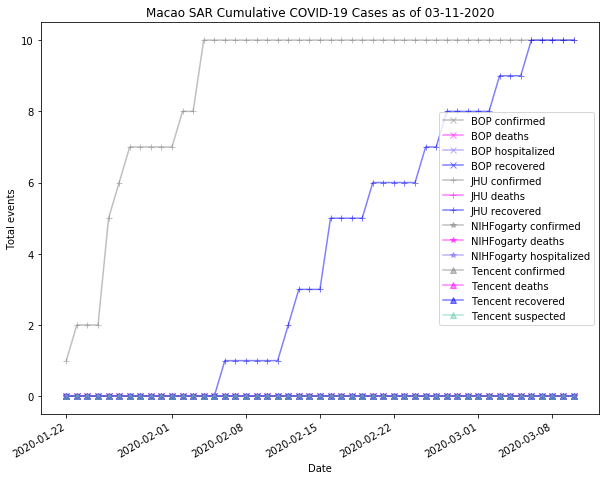 Macao SAR Cumulative COVID-19 Cases as of 03-11-2020
Total events
10
8
6
4
2
0
BOP confirmed
BOP deaths
BOP hospitalized
BOP recovered
JHU confirmed
JHU deaths
JHU recovered
NIHFogarty confirmed
NIHFogarty deaths
NIHFogarty hospitalized
Tencent confirmed
Tencent deaths
Tencent recovered
Tencent suspected
2020-01-22
2020-02-01
2020-02-08
2020-02-15
2020-02-22
2020-03-01
2020-03-08
Date